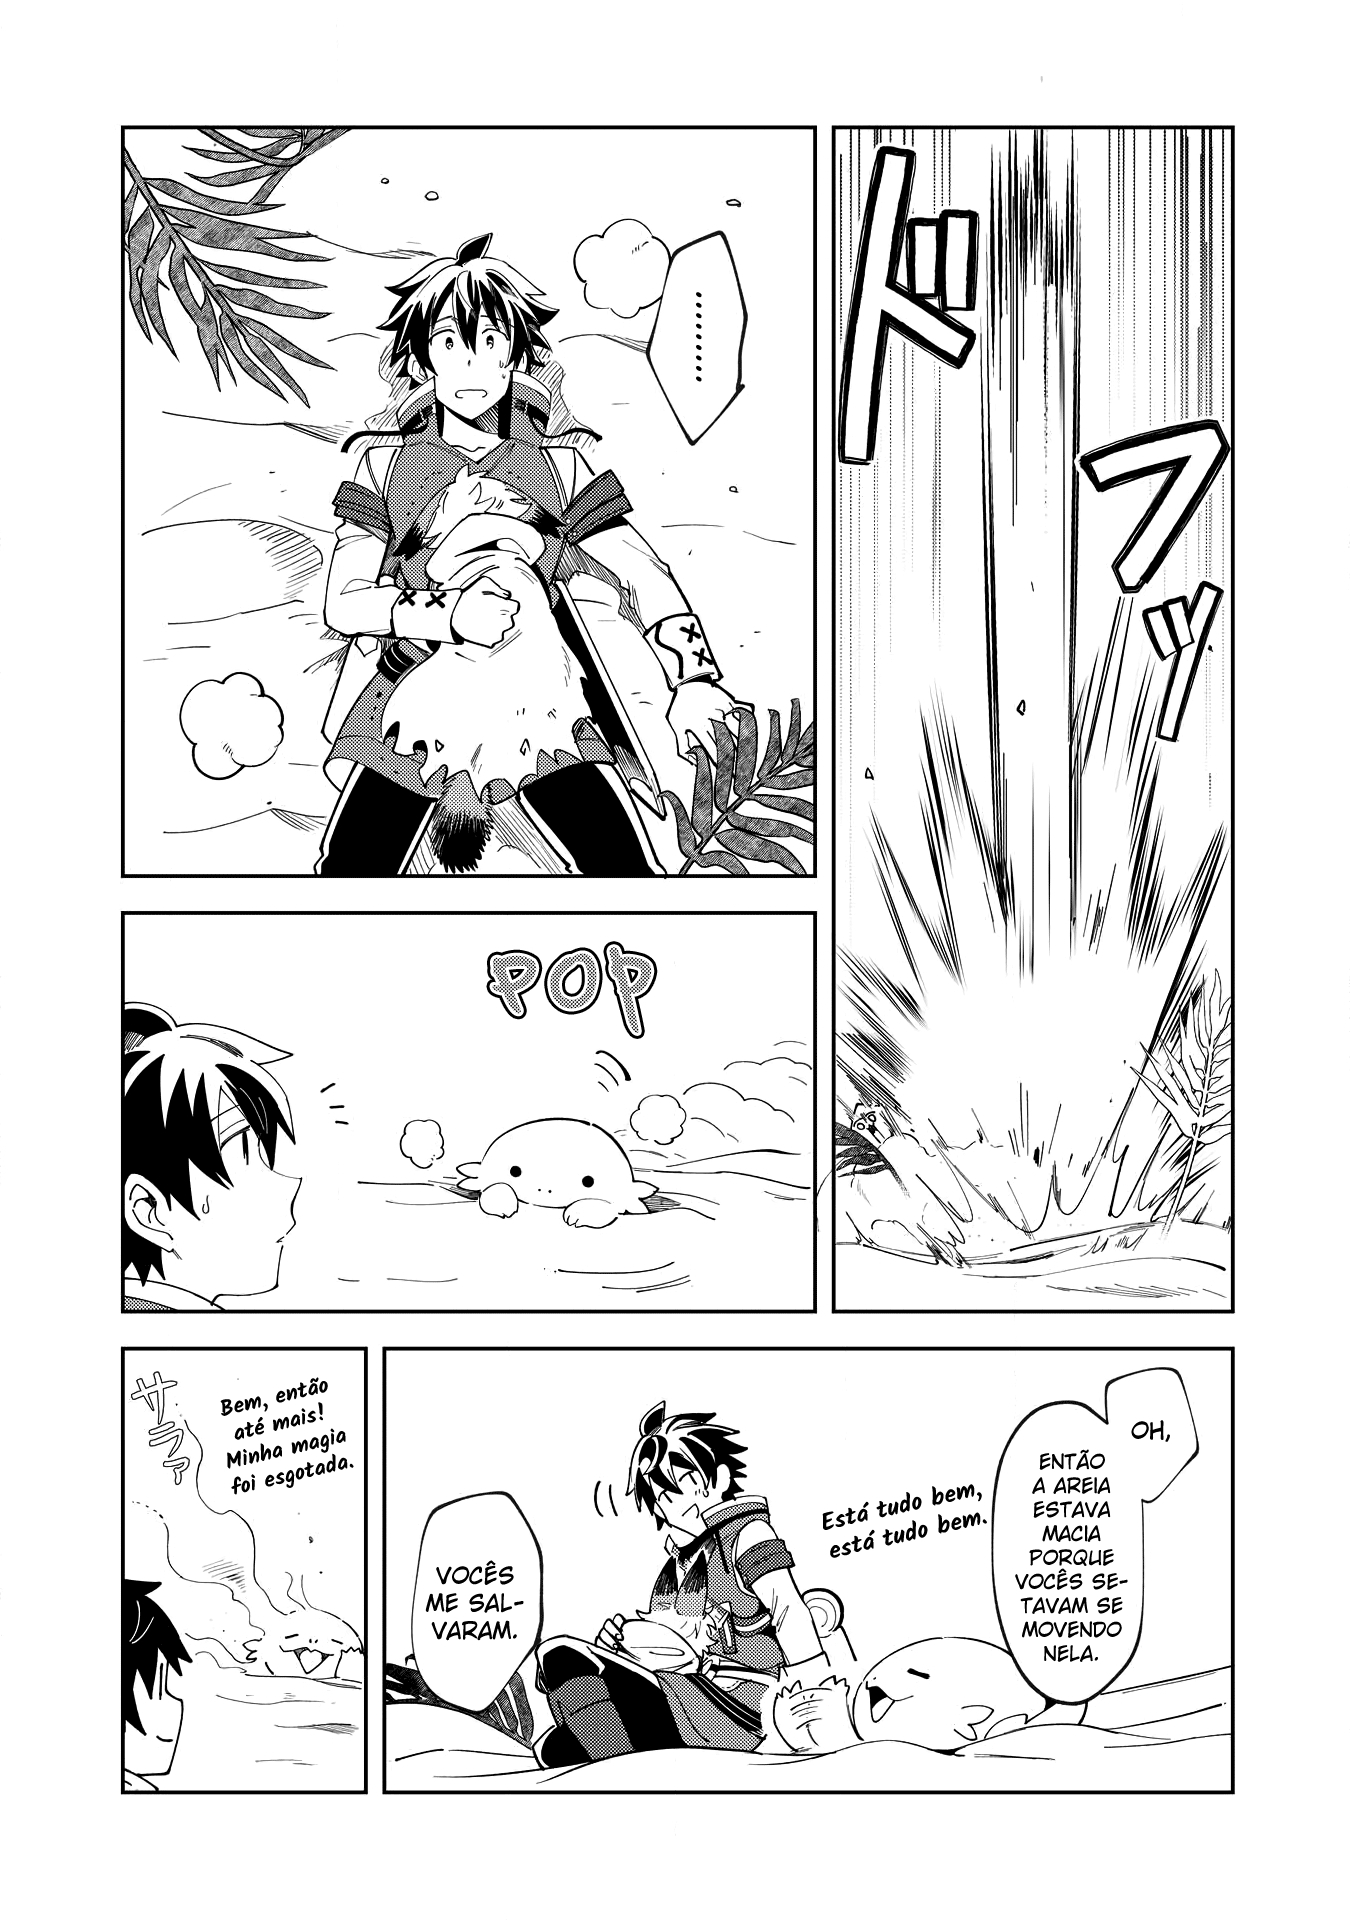 ドフッ
………
POP
OH,
ENTÃO
A AREIA
ESTAVA
MACIA
PORQUE
VOCÊS SE-
TAVAM SE
MOVENDO
NELA.
Está tudo bem,
está tudo bem.
VOCÊS
ME SAL-
VARAM.
Bem, então
até mais!
Minha magia
foi esgotada.
サラァ